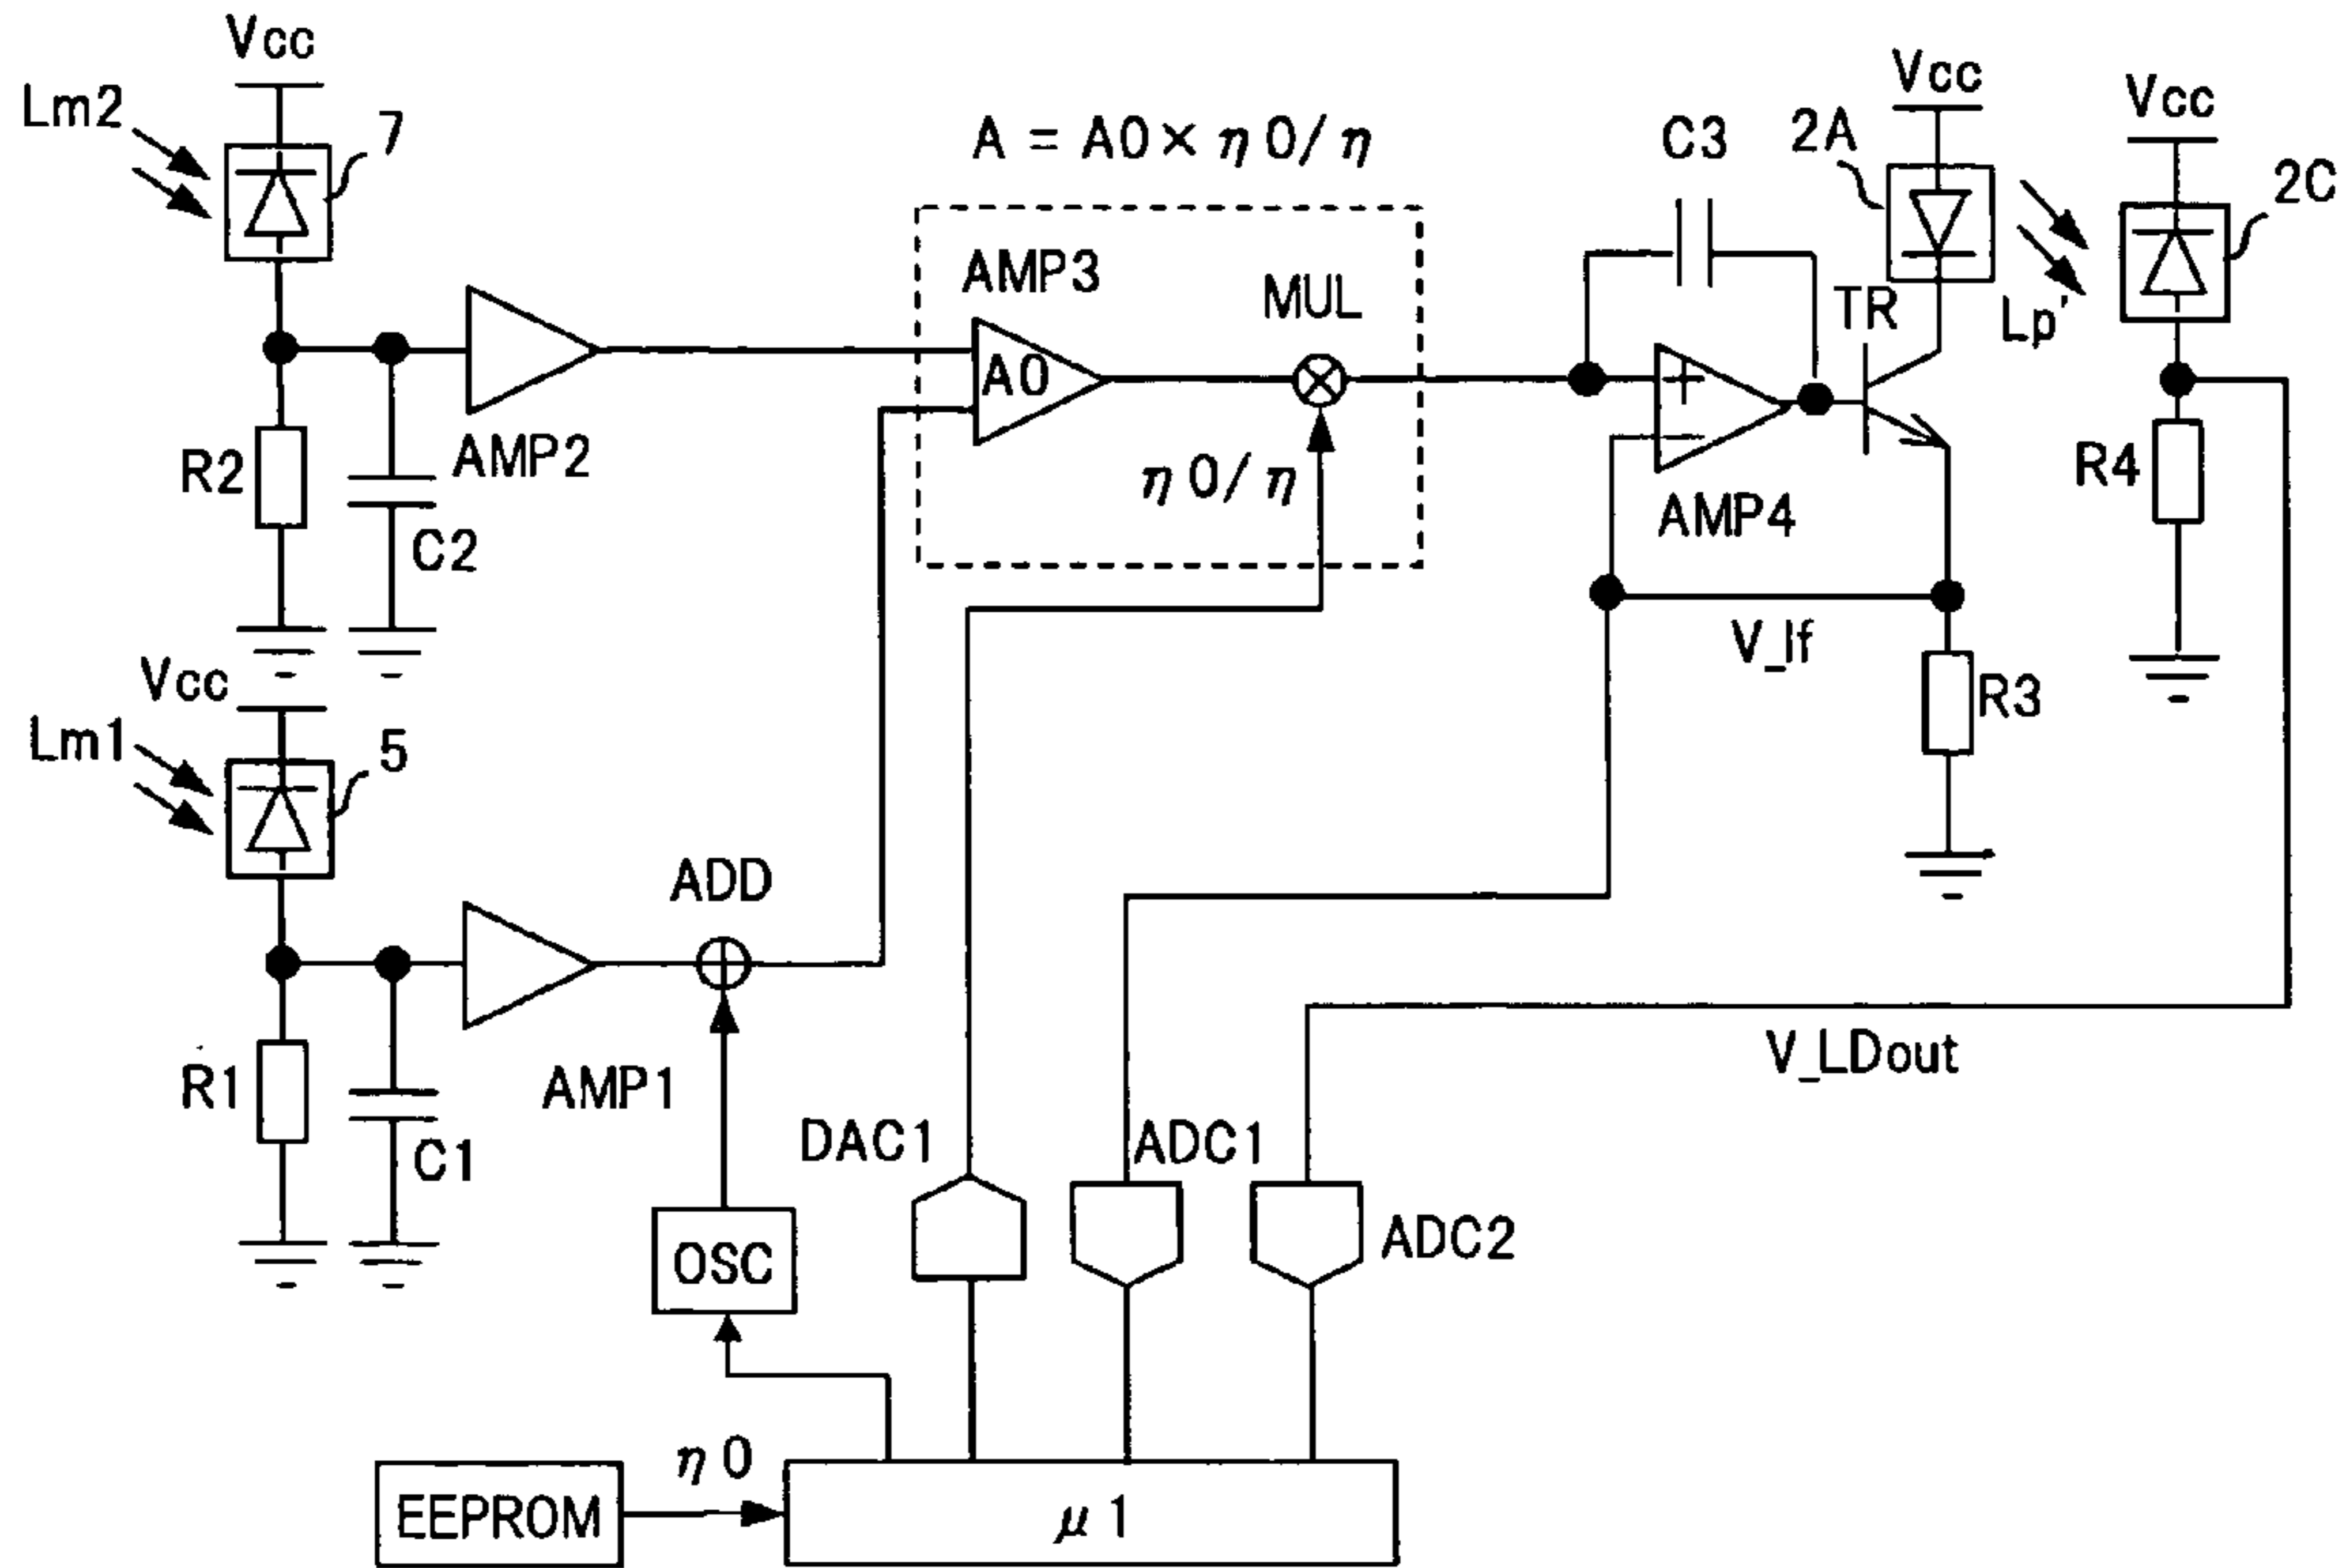 Vcc
Lm2
7
A = A0 × η0/η
C3
2A
Vcc
Vcc
2C
AMP3
MUL
A0
TR
Lp'
R2
AMP2
C2
η0/η
AMP4
R4
V_If
R3
Vcc
Lm1
5
ADD
R1
AMP1
C1
V_LDout
DAC1
ADC1
ADC2
OSC
η0
EEPROM
μ1